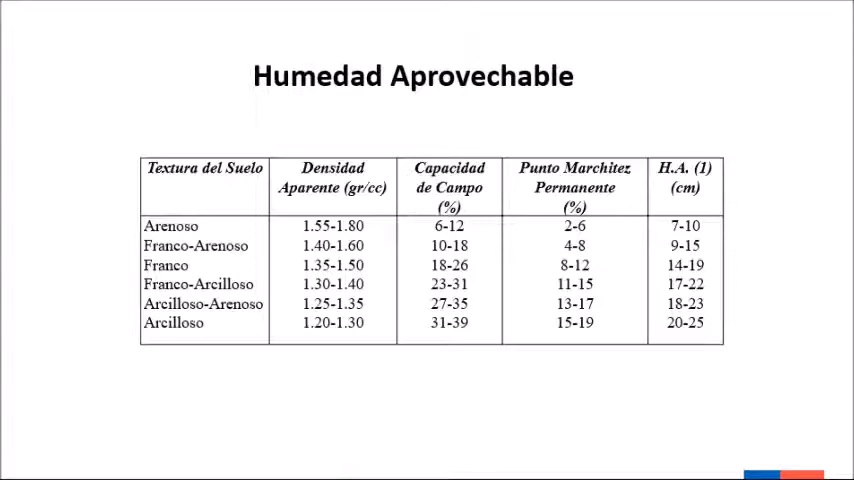 Humedad Aprovechable
Textura del Suelo Densidad Aparente (gr/cc) Capacidad de Campo (%) Punto Marchitez Permanente (%) H.A. (1) (cm)
Arenoso 1.55-1.80 6-12 2-6 7-10
Franco-Arenoso 1.40-1.60 10-18 4-8 9-15
Franco 1.35-1.50 18-26 8-12 14-19
Franco-Arcilloso 1.30-1.40 23-31 11-15 17-22
Arcilloso-Arenoso 1.25-1.35 27-35 13-17 18-23
Arcilloso 1.20-1.30 31-39 15-19 20-25